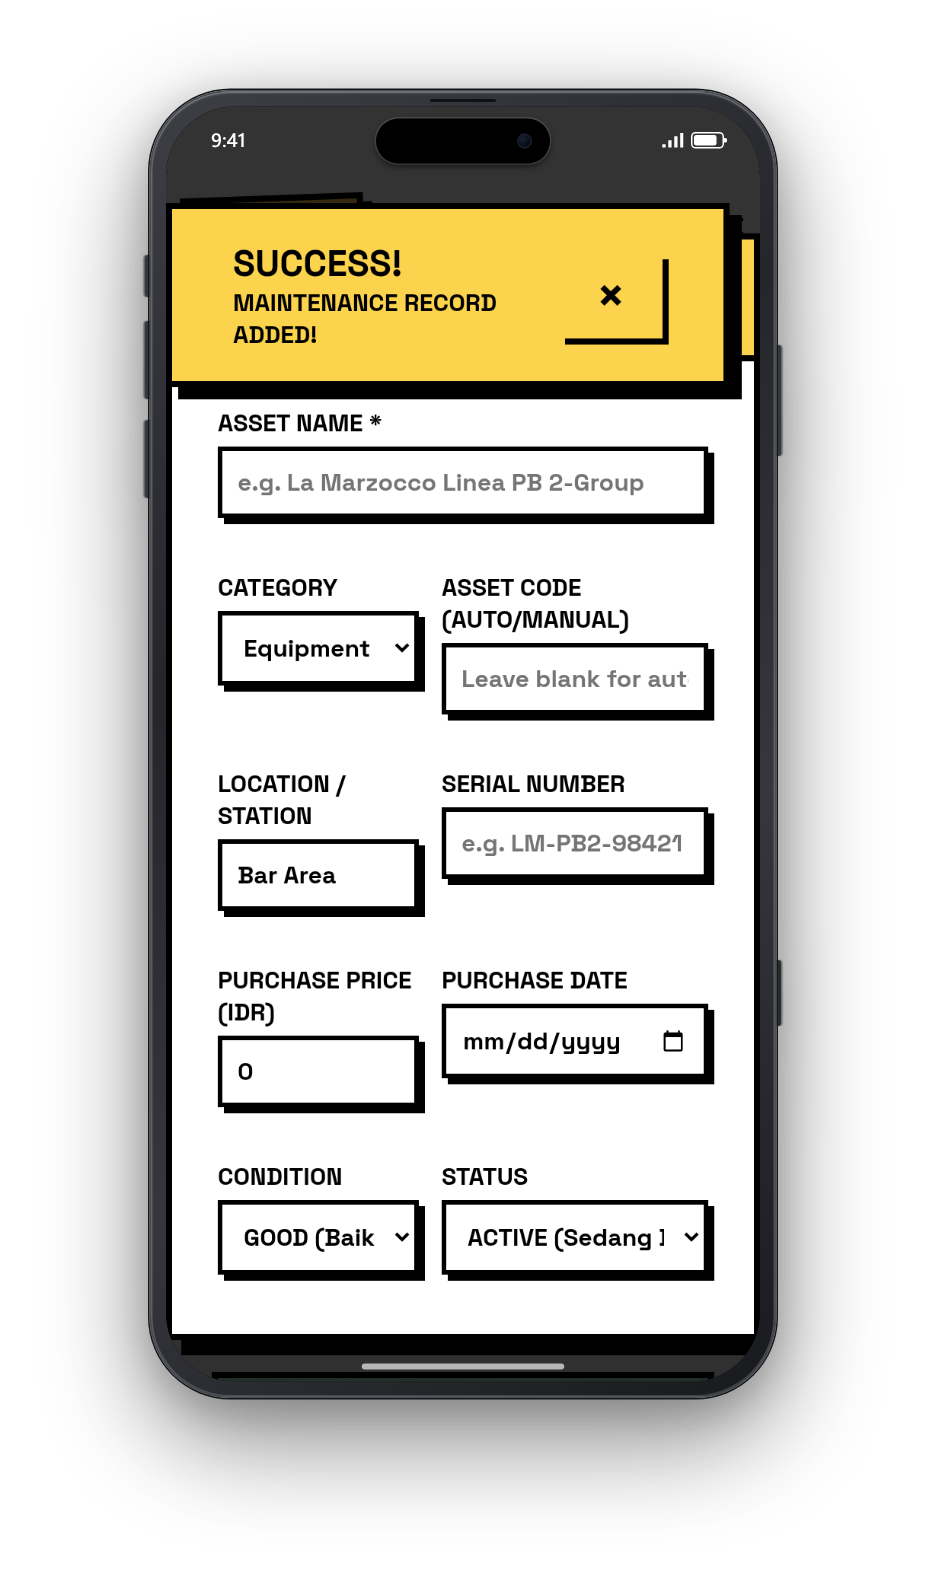 9:41
SUCCESS!
MAINTENANCE RECORD
ADDED!
×
ASSET NAME *
e.g. La Marzocco Linea PB 2-Group
CATEGORY
Equipment
ASSET CODE
(AUTO/MANUAL)
Leave blank for aut
LOCATION /
STATION
Bar Area
SERIAL NUMBER
e.g. LM-PB2-98421
PURCHASE PRICE
(IDR)
0
PURCHASE DATE
mm/dd/yyyy
CONDITION
GOOD (Baik
STATUS
ACTIVE (Sedang